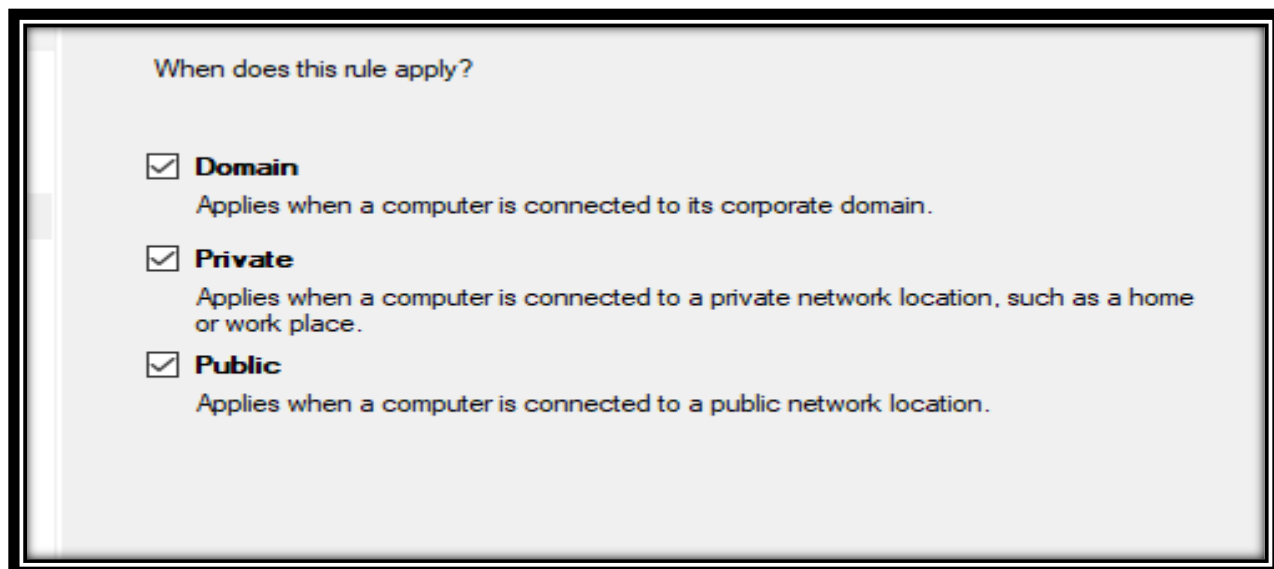 When does this rule apply?
Domain
Applies when a computer is connected to its corporate domain.
Private
Applies when a computer is connected to a private network location, such as a home
or work place.
Public
Applies when a computer is connected to a public network location.